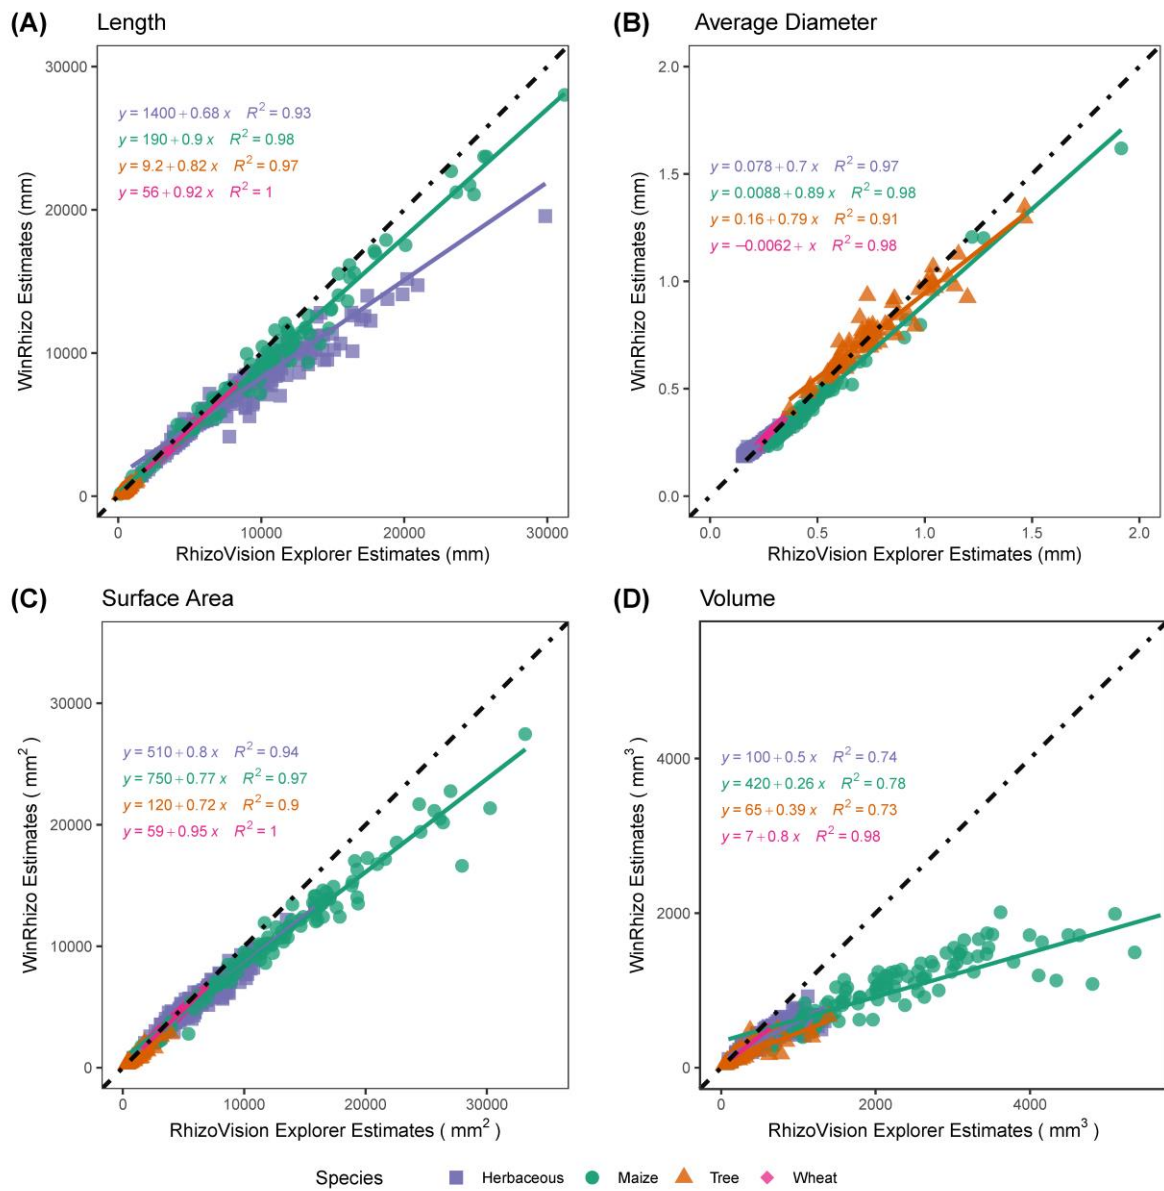 (A) Length
30000
20000
10000
0
WinRhizo Estimates (mm)
y = 1400 + 0.68 x R² = 0.93
y = 190 + 0.9 x R² = 0.98
y = 9.2 + 0.82 x R² = 0.97
y = 56 + 0.92 x R² = 1
0 10000 20000 30000
RhizoVision Explorer Estimates (mm)
(B) Average Diameter
2.0
1.5
1.0
0.5
0.0
WinRhizo Estimates (mm)
y = 0.078 + 0.7 x R² = 0.97
y = 0.0088 + 0.89 x R² = 0.98
y = 0.16 + 0.79 x R² = 0.91
y = −0.0062 + x R² = 0.98
0.0 0.5 1.0 1.5 2.0
RhizoVision Explorer Estimates (mm)
(C) Surface Area
30000
20000
10000
0
WinRhizo Estimates ( mm² )
y = 510 + 0.8 x R² = 0.94
y = 750 + 0.77 x R² = 0.97
y = 120 + 0.72 x R² = 0.9
y = 59 + 0.95 x R² = 1
0 10000 20000 30000
RhizoVision Explorer Estimates ( mm² )
(D) Volume
4000
2000
0
WinRhizo Estimates ( mm³ )
y = 100 + 0.5 x R² = 0.74
y = 420 + 0.26 x R² = 0.78
y = 65 + 0.39 x R² = 0.73
y = 7 + 0.8 x R² = 0.98
0 2000 4000
RhizoVision Explorer Estimates ( mm³ )
Species Herbaceous Maize Tree Wheat